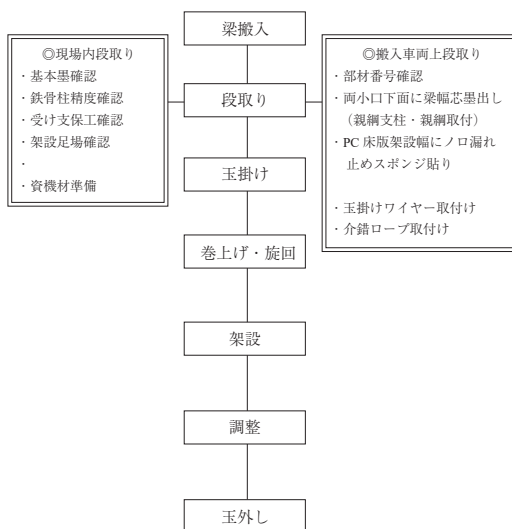 梁搬入
◎現場内段取り
・基本墨確認
・鉄骨柱精度確認
・受け支保工確認
・架設足場確認
・
・資機材準備
段取り
◎搬入車両上段取り
・部材番号確認
・両小口下面に梁幅芯墨出し
（親綱支柱・親綱取付）
・PC 床版架設幅にノロ漏れ
止めスポンジ貼り
・玉掛けワイヤー取付け
・介錯ロープ取付け
玉掛け
巻上げ・旋回
架設
調整
玉外し